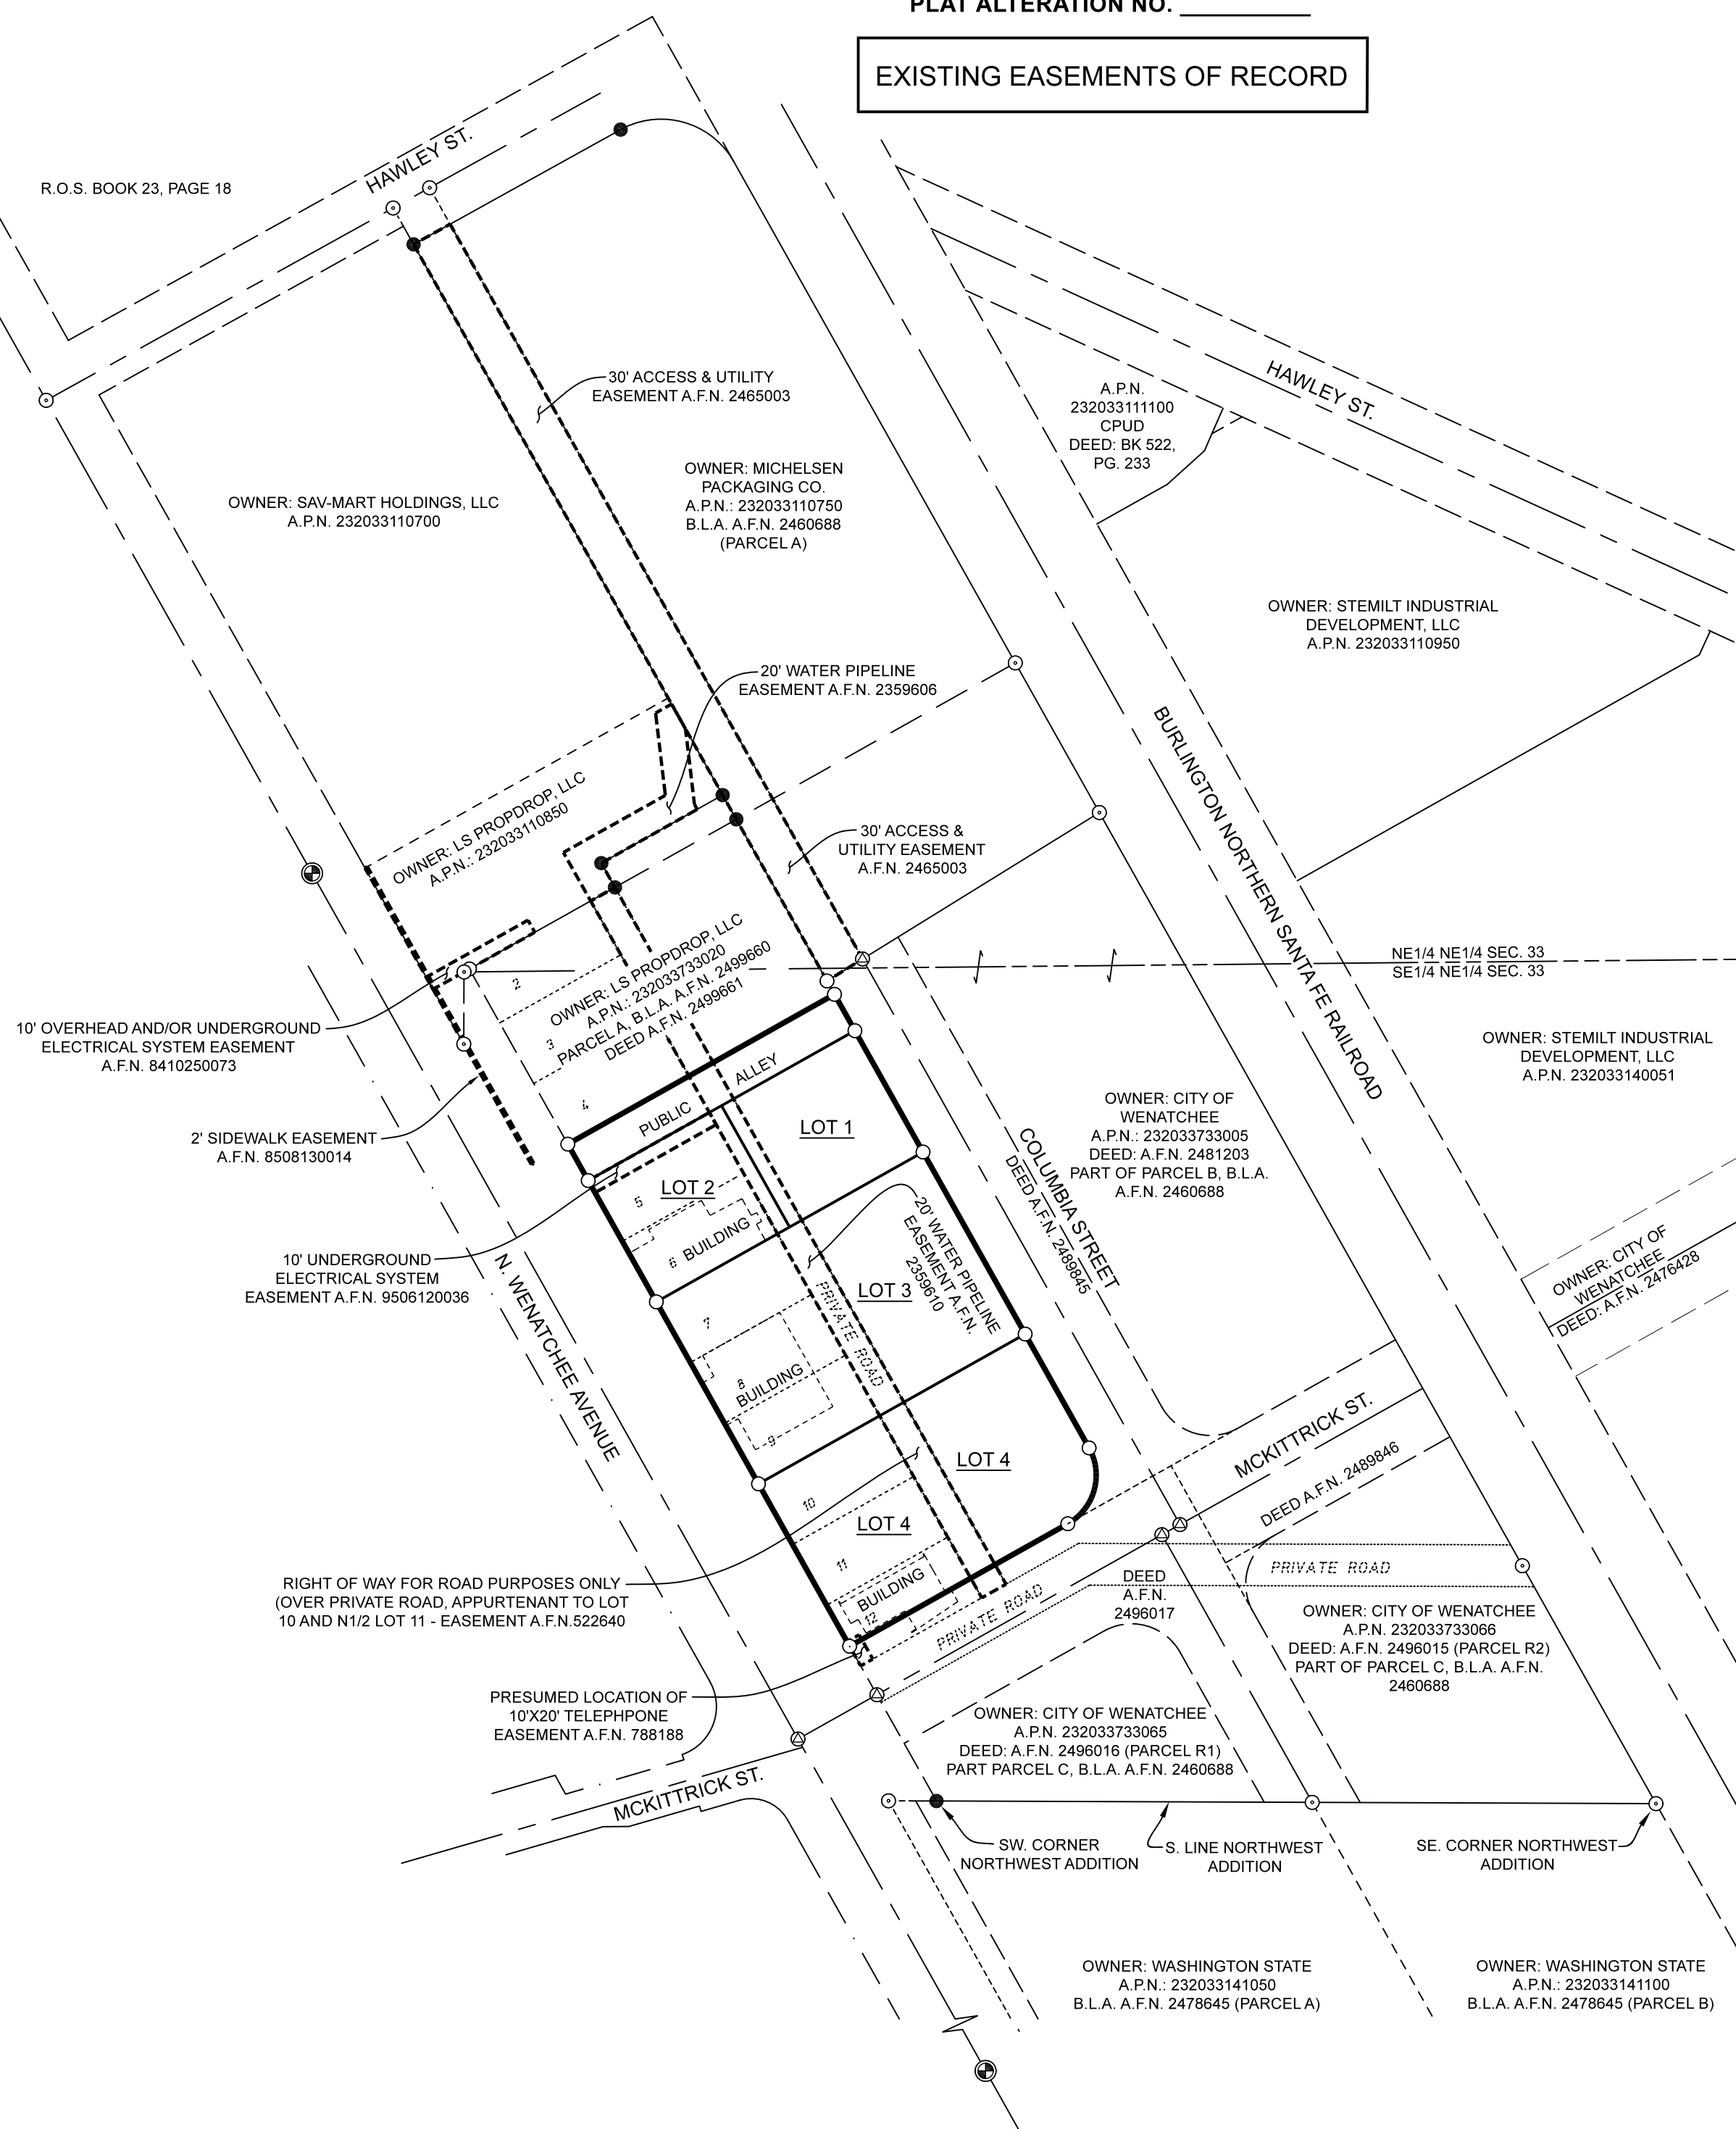 PLAT ALTERATION NO. __________
EXISTING EASEMENTS OF RECORD
HAWLEY ST.
R.O.S. BOOK 23, PAGE 18
30' ACCESS & UTILITY
EASEMENT A.F.N. 2465003
A.P.N.
232033111100
CPUD
DEED: BK 522,
PG. 233
HAWLEY ST.
OWNER: SAV-MART HOLDINGS, LLC
A.P.N. 232033110700
OWNER: MICHELSEN
PACKAGING CO.
A.P.N.: 232033110750
B.L.A. A.F.N. 2460688
(PARCEL A)
OWNER: STEMILT INDUSTRIAL
DEVELOPMENT, LLC
A.P.N. 232033110950
20' WATER PIPELINE
EASEMENT A.F.N. 2359606
BURLINGTON NORTHERN SANTA FE RAILROAD
OWNER: LS PROPDROP, LLC
A.P.N.: 232033110850
30' ACCESS &
UTILITY EASEMENT
A.F.N. 2465003
OWNER: LS PROPDROP, LLC
A.P.N.: 232033733020
PARCEL A, B.L.A. A.F.N. 2499660
DEED A.F.N. 2499661
2
3
4
NE1/4 NE1/4 SEC. 33
SE1/4 NE1/4 SEC. 33
10' OVERHEAD AND/OR UNDERGROUND
ELECTRICAL SYSTEM EASEMENT
A.F.N. 8410250073
OWNER: STEMILT INDUSTRIAL
DEVELOPMENT, LLC
A.P.N. 232033140051
2' SIDEWALK EASEMENT
A.F.N. 8508130014
PUBLIC ALLEY
LOT 1
OWNER: CITY OF
WENATCHEE
A.P.N.: 232033733005
DEED: A.F.N. 2481203
PART OF PARCEL B, B.L.A.
A.F.N. 2460688
COLUMBIA STREET
DEED A.F.N. 2489845
LOT 2
5
6
BUILDING
10' UNDERGROUND
ELECTRICAL SYSTEM
EASEMENT A.F.N. 9506120036
N. WENATCHEE AVENUE
20' WATER PIPELINE
EASEMENT A.F.N.
2359610
LOT 3
PRIVATE ROAD
OWNER: CITY OF
WENATCHEE
DEED: A.F.N. 2476428
7
8
BUILDING
9
MCKITTRICK ST.
DEED A.F.N. 2489846
LOT 4
10
LOT 4
11
BUILDING
12
RIGHT OF WAY FOR ROAD PURPOSES ONLY
(OVER PRIVATE ROAD, APPURTENANT TO LOT
10 AND N1/2 LOT 11 - EASEMENT A.F.N.522640
PRIVATE ROAD
PRIVATE ROAD
DEED
A.F.N.
2496017
OWNER: CITY OF WENATCHEE
A.P.N. 232033733066
DEED: A.F.N. 2496015 (PARCEL R2)
PART OF PARCEL C, B.L.A. A.F.N.
2460688
PRESUMED LOCATION OF
10'X20' TELEPHPONE
EASEMENT A.F.N. 788188
OWNER: CITY OF WENATCHEE
A.P.N. 232033733065
DEED: A.F.N. 2496016 (PARCEL R1)
PART PARCEL C, B.L.A. A.F.N. 2460688
MCKITTRICK ST.
SW. CORNER
NORTHWEST ADDITION
S. LINE NORTHWEST
ADDITION
SE. CORNER NORTHWEST
ADDITION
OWNER: WASHINGTON STATE
A.P.N.: 232033141050
B.L.A. A.F.N. 2478645 (PARCEL A)
OWNER: WASHINGTON STATE
A.P.N.: 232033141100
B.L.A. A.F.N. 2478645 (PARCEL B)